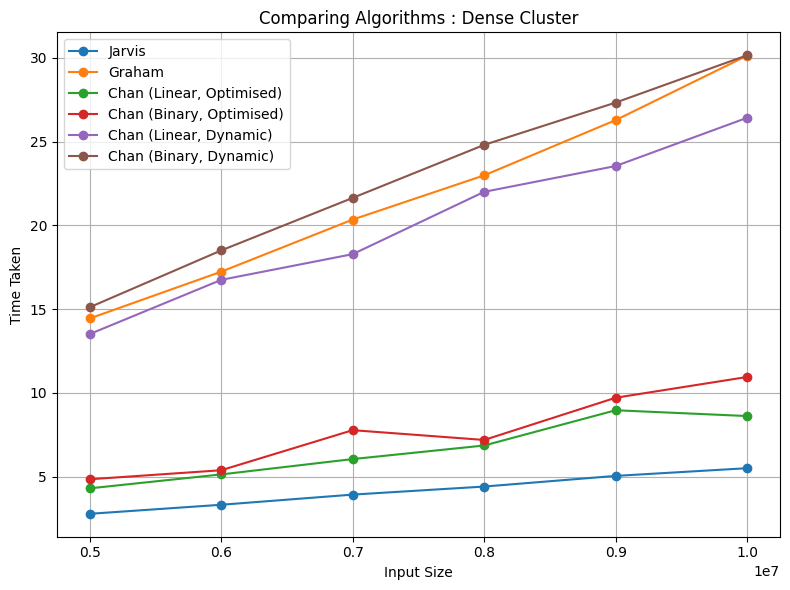 Comparing Algorithms : Dense Cluster
Jarvis
Graham
Chan (Linear, Optimised)
Chan (Binary, Optimised)
Chan (Linear, Dynamic)
Chan (Binary, Dynamic)
Time Taken
30
25
20
15
10
5
0.5 0.6 0.7 0.8 0.9 1.0
1e7
Input Size